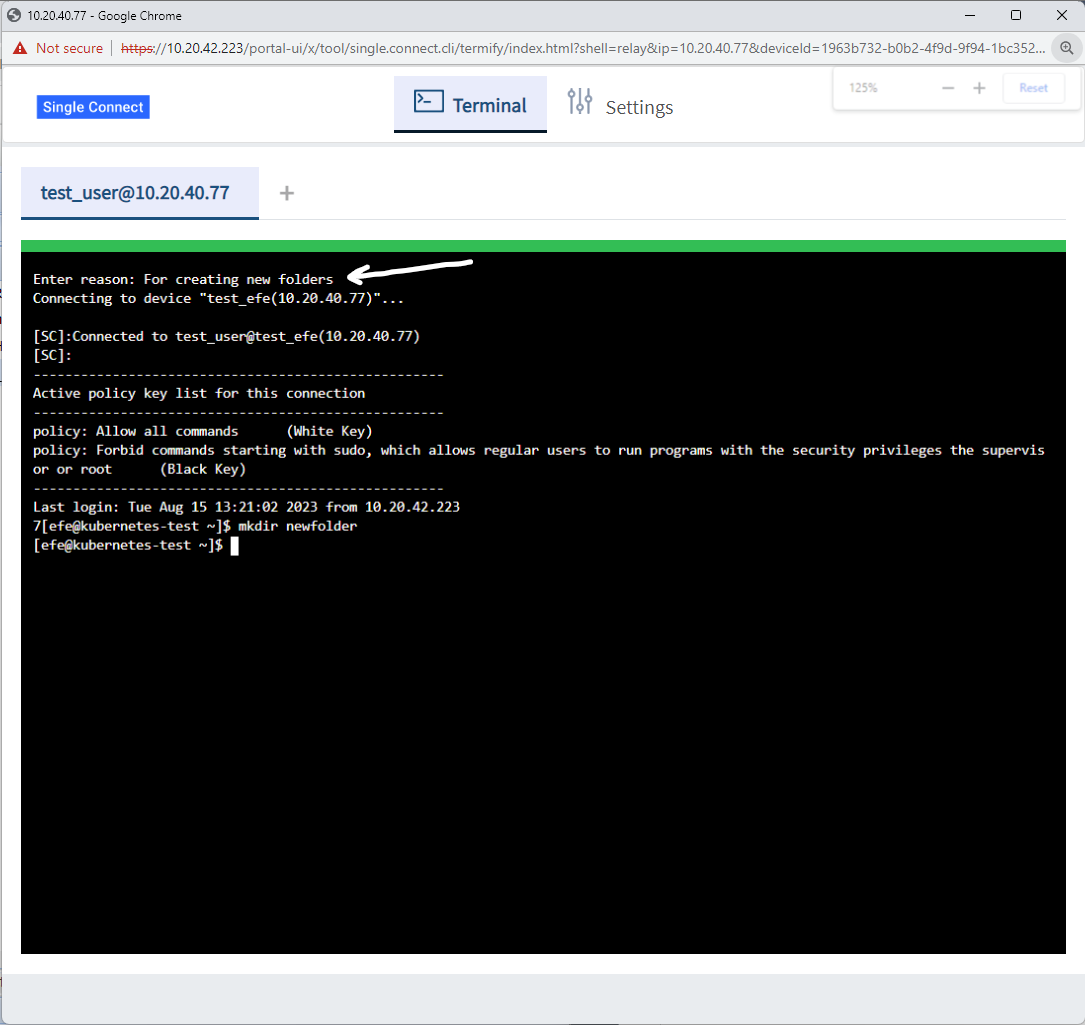 10.20.40.77 - Google Chrome
Not secure https://10.20.42.223/portal-ui/x/tool/single.connect.cli/termify/index.html?shell=relay&ip=10.20.40.77&deviceId=1963b732-b0b2-4f9d-9f94-1bc352...
125% Reset
Single Connect Terminal Settings
test_user@10.20.40.77 +
Enter reason: For creating new folders
Connecting to device "test_efe(10.20.40.77)"...
[SC]:Connected to test_user@test_efe(10.20.40.77)
[SC]:
----------------------------------------------------
Active policy key list for this connection
----------------------------------------------------
policy: Allow all commands (White Key)
policy: Forbid commands starting with sudo, which allows regular users to run programs with the security privileges the supervis
or or root (Black Key)
----------------------------------------------------
Last login: Tue Aug 15 13:21:02 2023 from 10.20.42.223
7[efe@kubernetes-test ~]$ mkdir newfolder
[efe@kubernetes-test ~]$